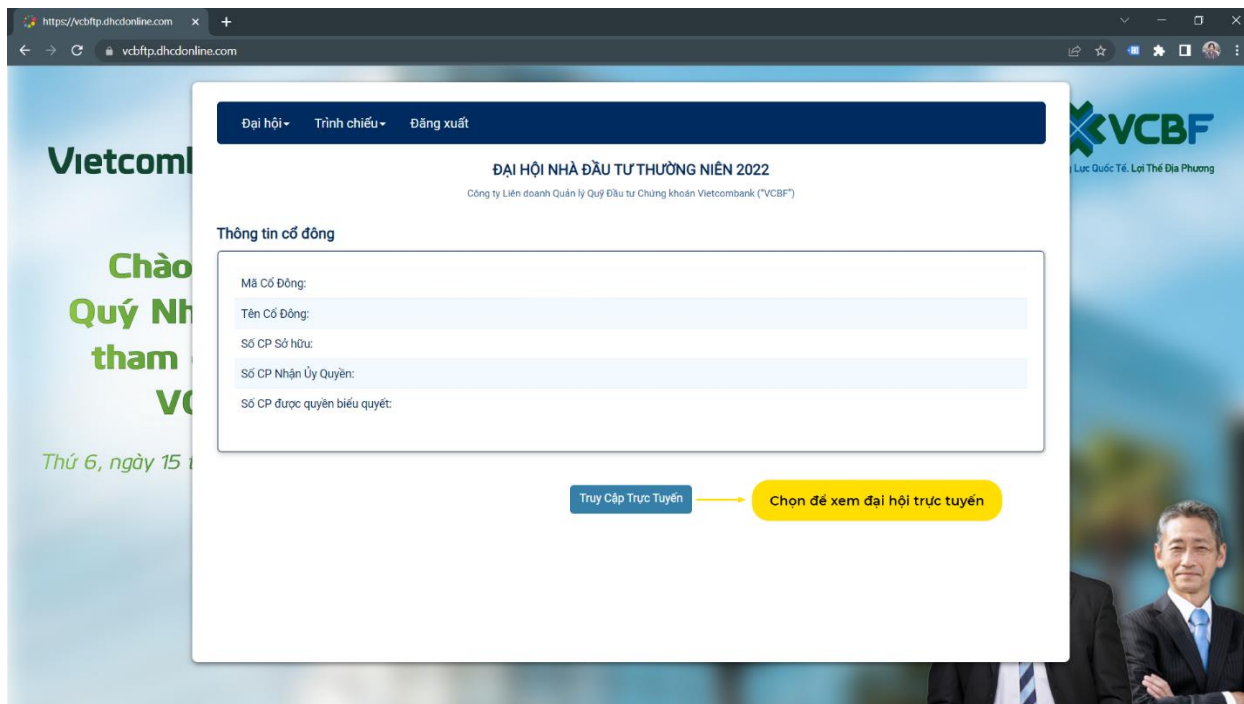 https://vcbftp.dhcdonline.com
vcbftp.dhcdonline.com
Đại hội
Trình chiếu
Đăng xuất
VCBF
Lực Quốc Tế. Lợi Thế Địa Phương
ĐẠI HỘI NHÀ ĐẦU TƯ THƯỜNG NIÊN 2022
Công ty Liên doanh Quản lý Quỹ Đầu tư Chứng khoán Vietcombank ("VCBF")
Chào
Quý
tham
Thứ 6, ngày 15
Thông tin cổ đông
Mã Cổ Đông:
Tên Cổ Đông:
Số CP Sở hữu:
Số CP Nhận Ủy Quyền:
Số CP được quyền biểu quyết:
Truy Cập Trực Tuyến
Chọn để xem đại hội trực tuyến